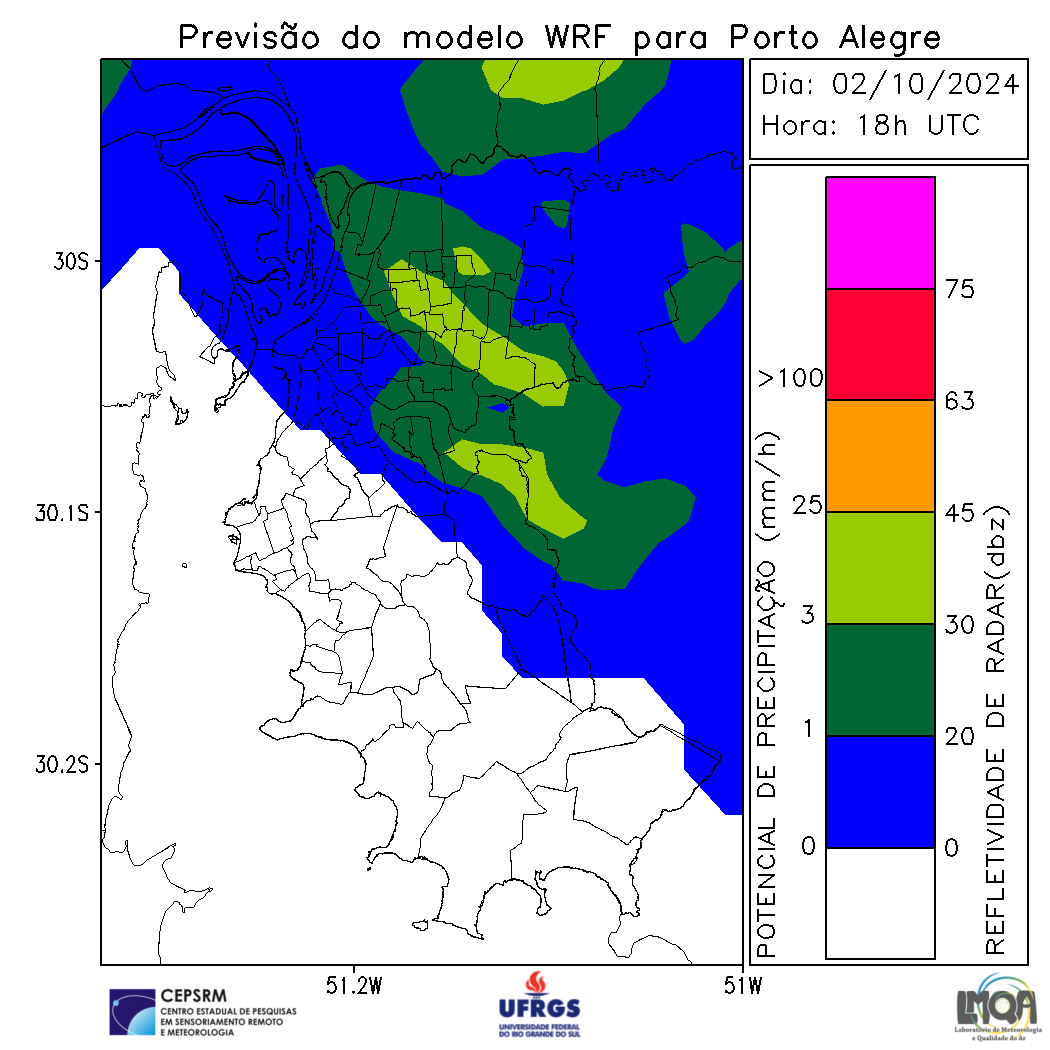 Previsão do modelo WRF para Porto Alegre
Dia: 02/10/2024
Hora: 18h UTC
30S
30.1S
30.2S
51.2W
51W
POTENCIAL DE PRECIPITAÇÃO (mm/h)
>100
25
3
1
0
75
63
45
30
20
0
REFLETIVIDADE DE RADAR(dbz)
CEPSRM
CENTRO ESTADUAL DE PESQUISAS
EM SENSORIAMENTO REMOTO
E METEOROLOGIA
UFRGS
UNIVERSIDADE FEDERAL
DO RIO GRANDE DO SUL
LMQA
Laboratório de Meteorologia
e Qualidade do Ar